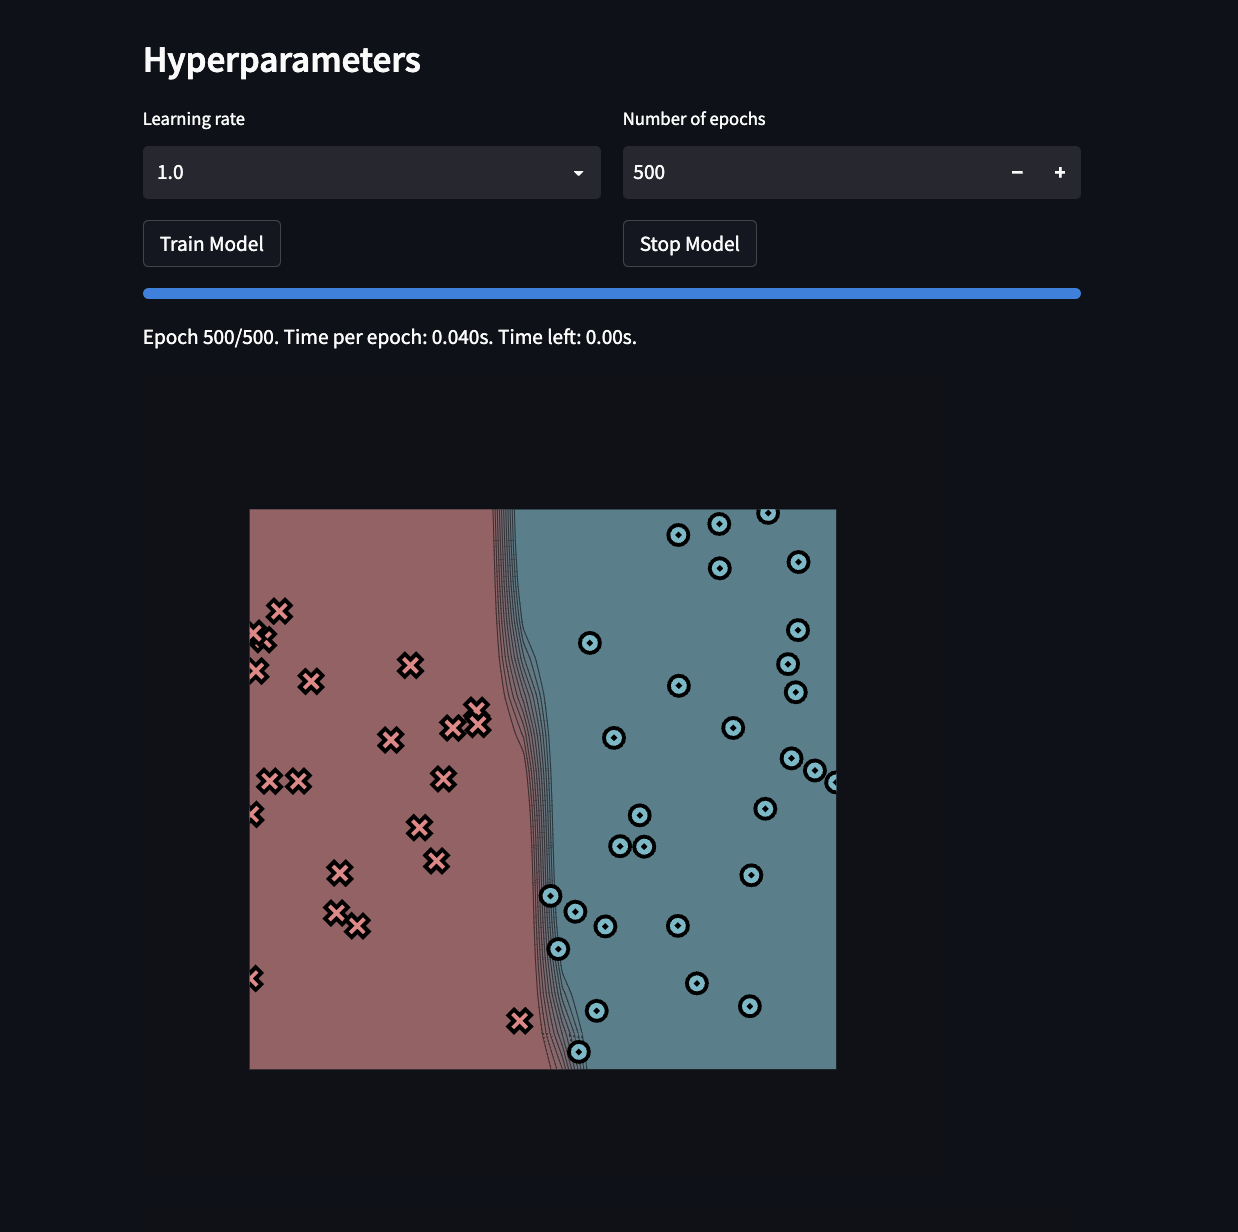 Hyperparameters
Learning rate
Number of epochs
1.0
500
Train Model
Stop Model
Epoch 500/500. Time per epoch: 0.040s. Time left: 0.00s.